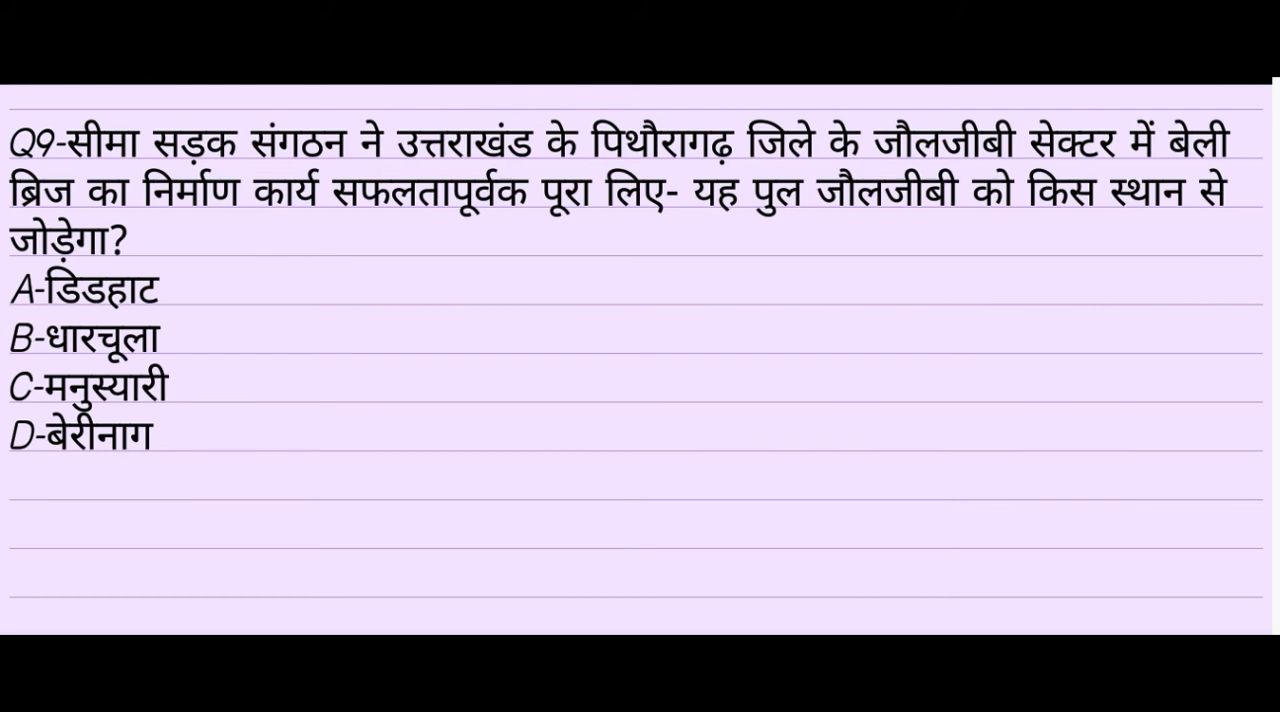 Q9-सीमा सड़क संगठन ने उत्तराखंड के पिथौरागढ़ जिले के जौलजीबी सेक्टर में बेली
ब्रिज का निर्माण कार्य सफलतापूर्वक पूरा लिए- यह पुल जौलजीबी को किस स्थान से
जोड़ेगा?
A-डिडहाट
B-धारचूला
C-मनुस्यारी
D-बेरीनाग